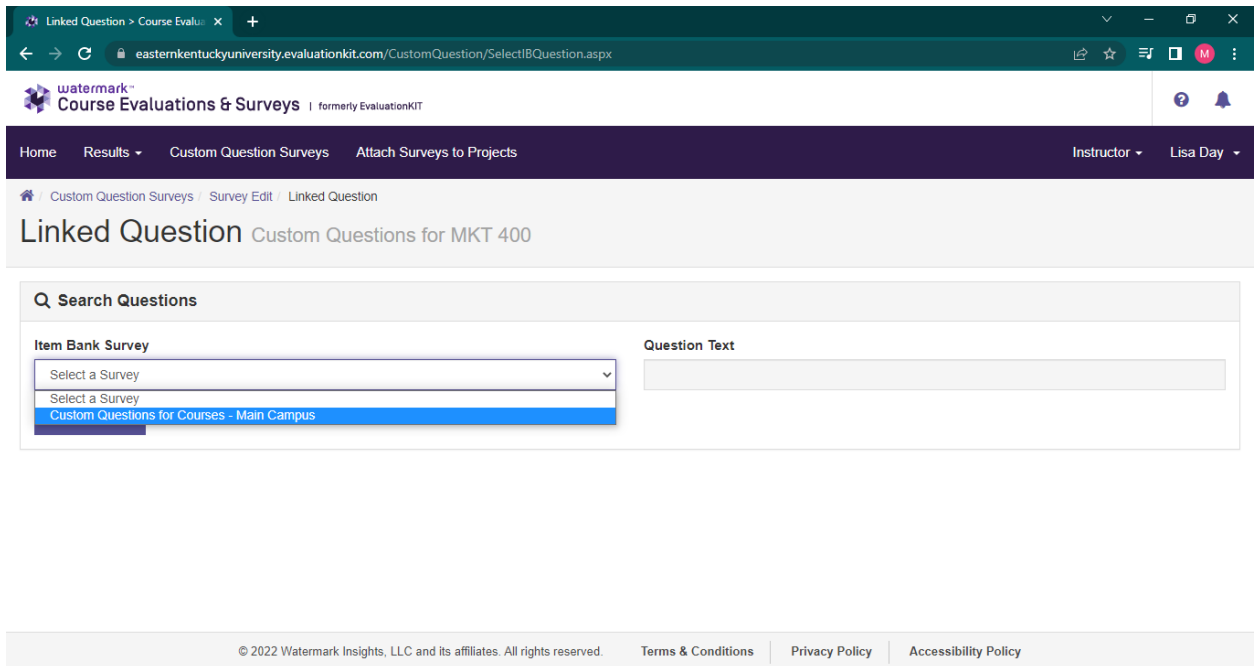 Linked Question > Course Evalua
easternkentuckyuniversity.evaluationkit.com/CustomQuestion/SelectIBQuestion.aspx
M
watermark™
Course Evaluations & Surveys | formerly EvaluationKIT
Home Results Custom Question Surveys Attach Surveys to Projects Instructor Lisa Day
/ Custom Question Surveys / Survey Edit / Linked Question
Linked Question Custom Questions for MKT 400
Search Questions
Item Bank Survey Question Text
Select a Survey
Select a Survey
Custom Questions for Courses - Main Campus
© 2022 Watermark Insights, LLC and its affiliates. All rights reserved. Terms & Conditions Privacy Policy Accessibility Policy